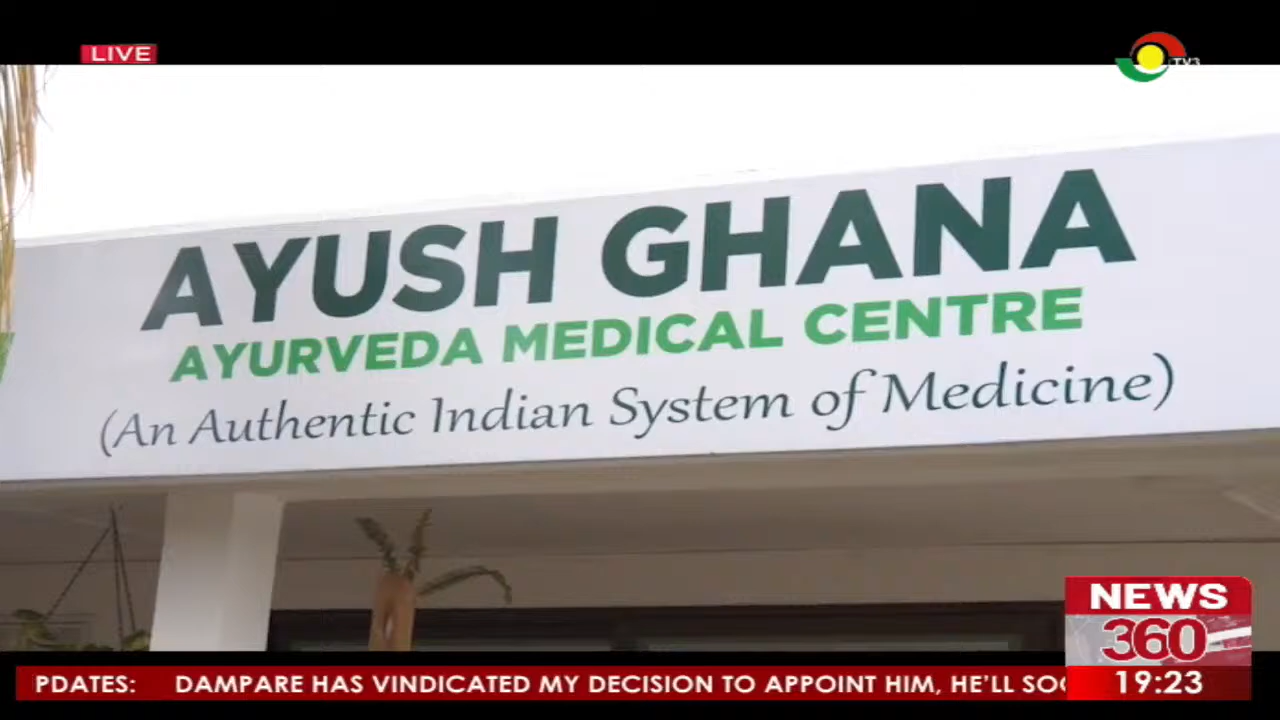 LIVE
TV3
AYUSH GHANA
AYURVEDA MEDICAL CENTRE
(An Authentic Indian System of Medicine)
NEWS
360
19:23
PDATES: DAMPARE HAS VINDICATED MY DECISION TO APPOINT HIM, HE'LL SO